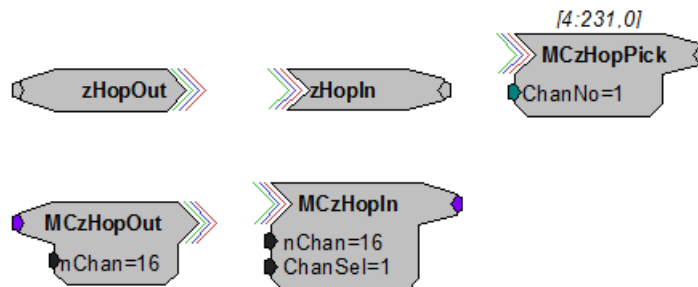 [4:231,0]
zHopOut
zHopIn
MCzHopPick
ChanNo=1
MCzHopOut
nChan=16
MCzHopIn
nChan=16
ChanSel=1